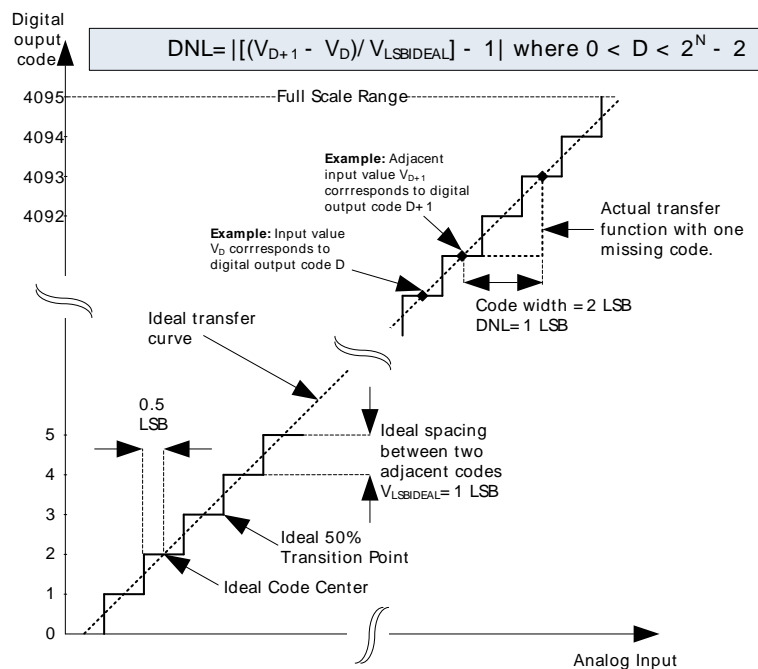 Digital
ouput
code
DNL= |[(V_{D+1} - V_D)/ V_{LSBIDEAL}] - 1| where 0 < D < 2^N - 2
4095
Full Scale Range
4094
4093
4092
Example: Adjacent
input value V_{D+1}
corrresponds to digital
output code D+1
Example: Input value
V_D corrresponds to
digital output code D
Actual transfer
function with one
missing code.
Code width = 2 LSB
DNL= 1 LSB
Ideal transfer
curve
0.5
LSB
5
4
3
2
1
0
Ideal spacing
between two
adjacent codes
V_{LSBIDEAL}= 1 LSB
Ideal 50%
Transition Point
Ideal Code Center
Analog Input